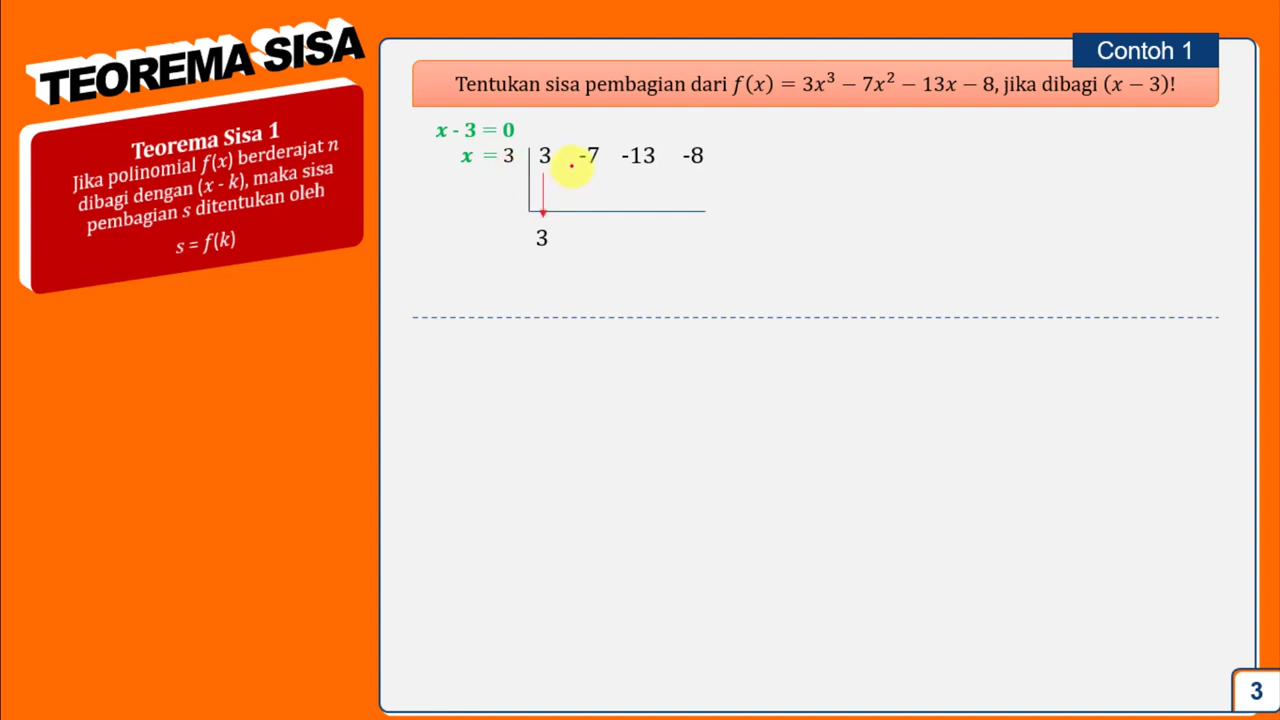 TEOREMA SISA
Teorema Sisa 1
Jika polinomial f(x) berderajat n
dibagi dengan (x - k), maka sisa
pembagian s ditentukan oleh
s = f(k)
Contoh 1
Tentukan sisa pembagian dari f(x) = 3x³ − 7x² − 13x − 8, jika dibagi (x − 3)!
x - 3 = 0
x = 3 3 -7 -13 -8
3
3